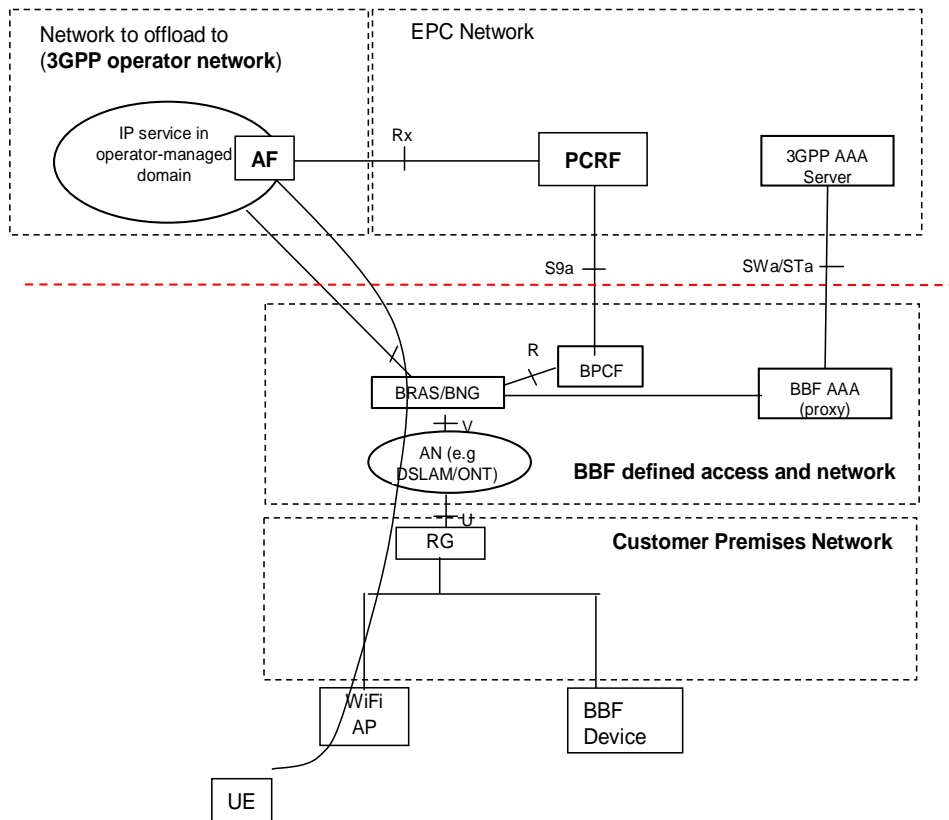 Network to offload to
(3GPP operator network)
EPC Network
IP service in
operator-managed
domain
AF
Rx
PCRF
3GPP AAA
Server
S9a
SWa/STa
R
BPCF
BRAS/BNG
BBF AAA
(proxy)
V
AN (e.g
DSLAM/ONT)
BBF defined access and network
U
RG
Customer Premises Network
WiFi
AP
BBF
Device
UE